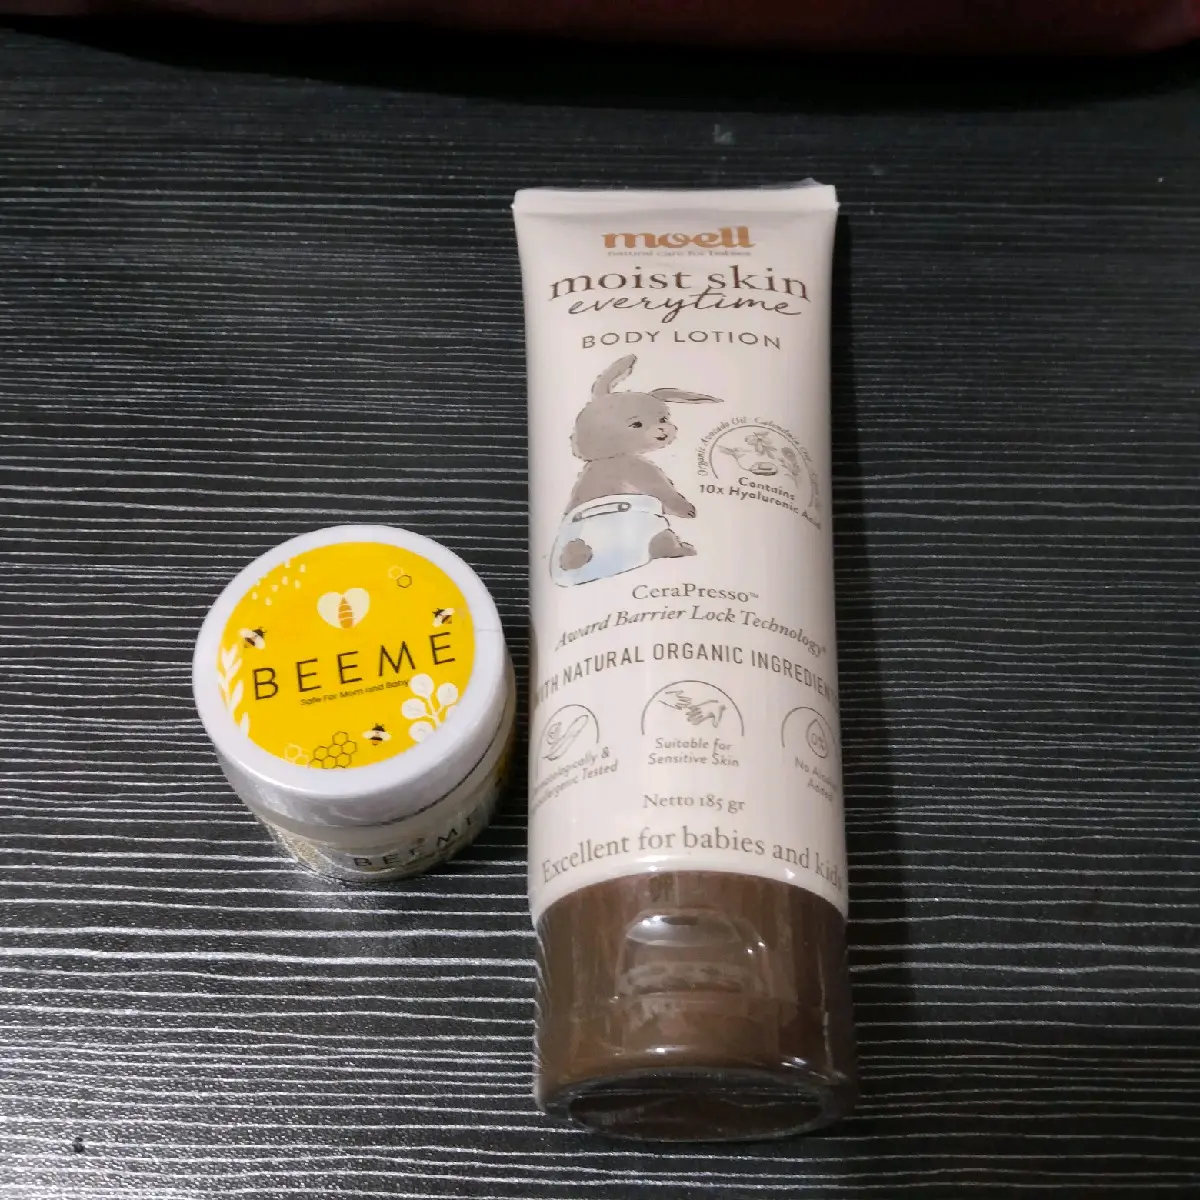 moell
natural care for babies
moist skin
everytime
BODY LOTION
Organic Avocado Oil · Calendula Oil
Contains
10x Hyaluronic Acid
CeraPresso™
Award Barrier Lock Technology
WITH NATURAL ORGANIC INGREDIENT
Tested
Suitable for
Sensitive Skin
No
Added
Netto 185 gr
Excellent for babies and kids
BEEME
Safe For Mom and Baby
BEEME